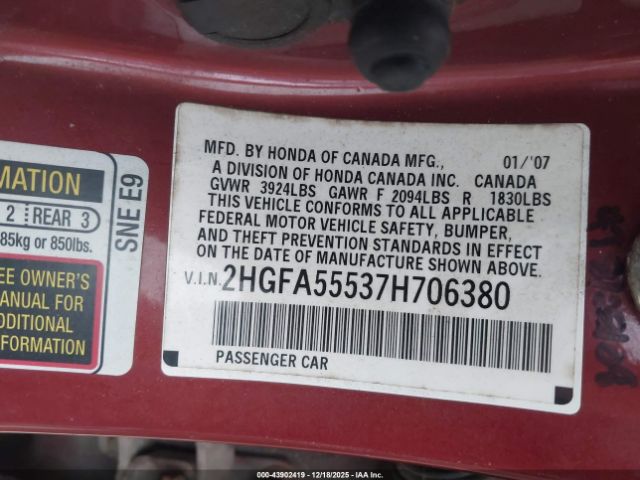 MFD. BY HONDA OF CANADA MFG., 01/'07
A DIVISION OF HONDA CANADA INC. CANADA
GVWR 3924LBS GAWR F 2094LBS R 1830LBS
THIS VEHICLE CONFORMS TO ALL APPLICABLE
FEDERAL MOTOR VEHICLE SAFETY, BUMPER,
AND THEFT PREVENTION STANDARDS IN EFFECT
ON THE DATE OF MANUFACTURE SHOWN ABOVE.
V.I.N. 2HGFA55537H706380
PASSENGER CAR
MATION
2 REAR 3
85kg or 850lbs.
EE OWNER'S
ANUAL FOR
DDITIONAL
FORMATION
SNE E9
© IAA 43902419 - 12/18/2025 - IAA Inc.